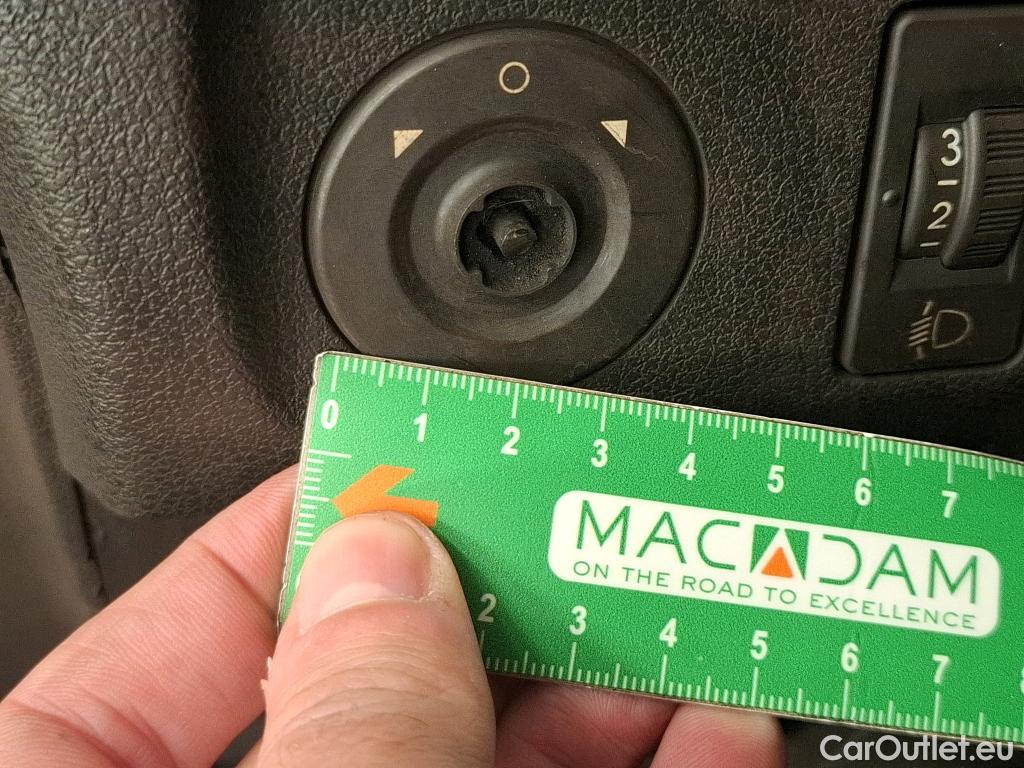 3
2
0 1 2 3 4 5 6 7
MACADAM
ON THE ROAD TO EXCELLENCE
2 3 4 5 6 7
CarOutlet.eu